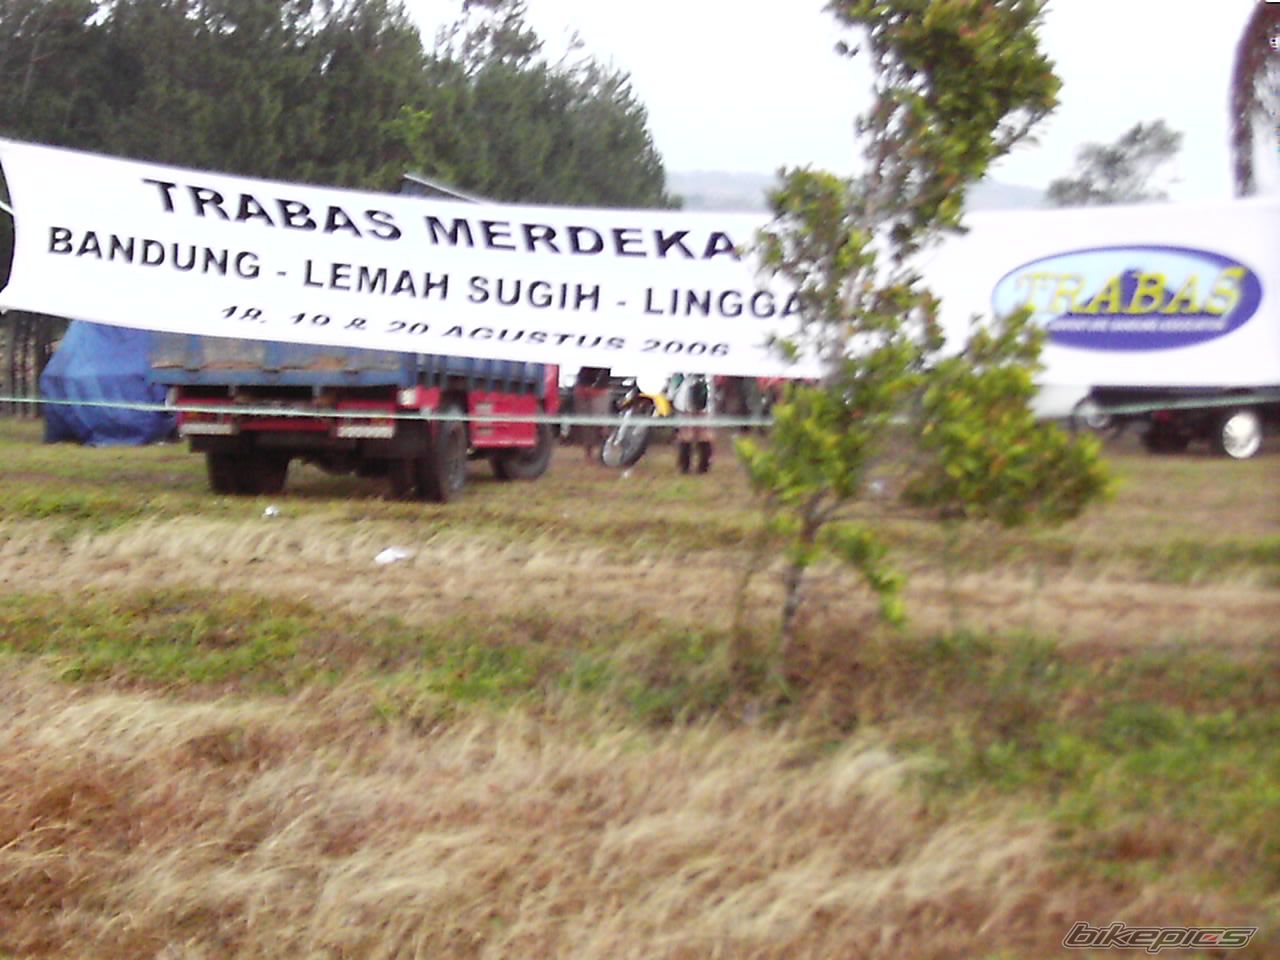 TRABAS MERDEKA
BANDUNG - LEMAH SUGIH - LINGGA
18, 19 & 20 AGUSTUS 2006
TRABAS
bikepics